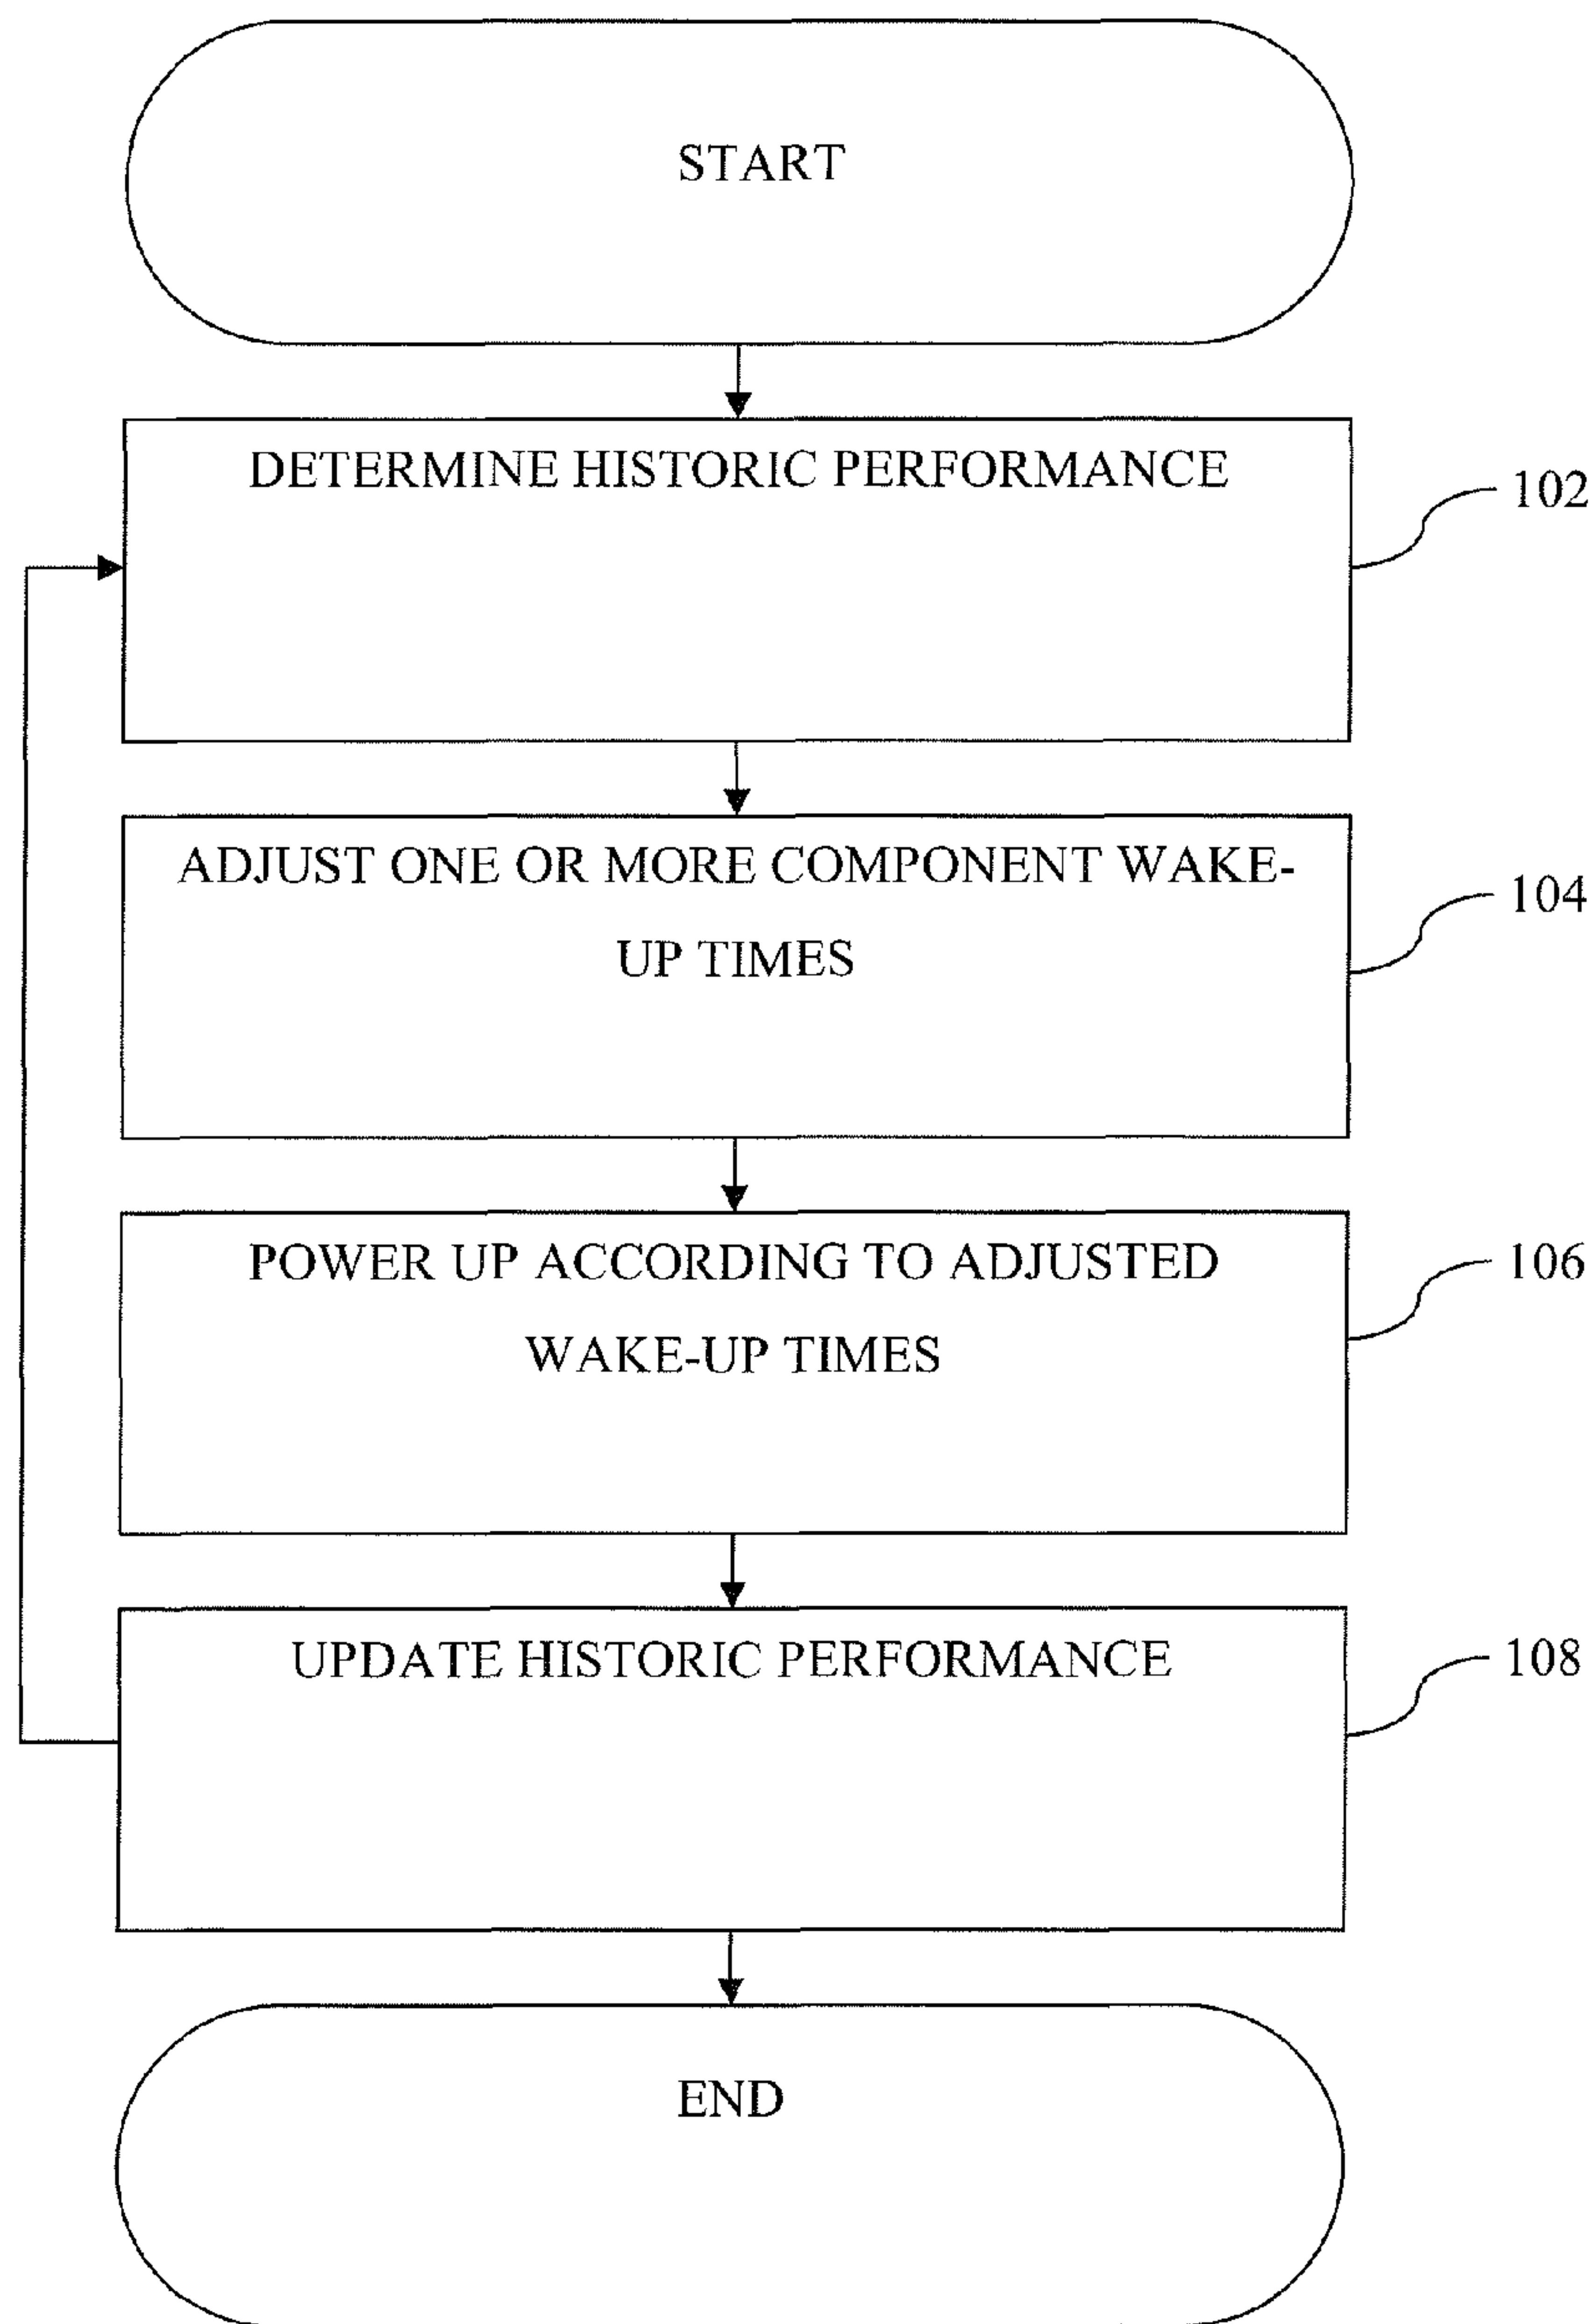 START
DETERMINE HISTORIC PERFORMANCE
102
ADJUST ONE OR MORE COMPONENT WAKE-
UP TIMES
104
POWER UP ACCORDING TO ADJUSTED
WAKE-UP TIMES
106
UPDATE HISTORIC PERFORMANCE
108
END